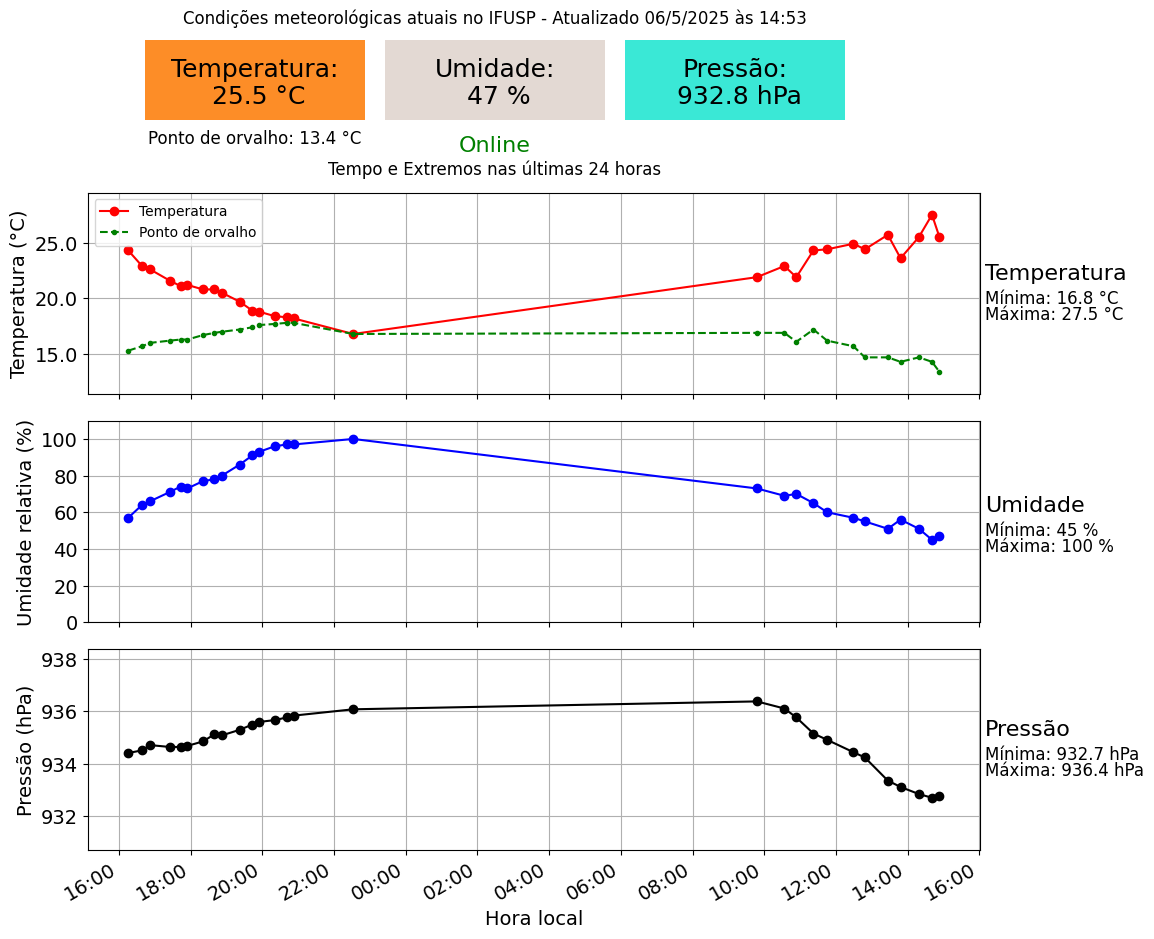 Condições meteorológicas atuais no IFUSP - Atualizado 06/5/2025 às 14:53
Temperatura:
25.5 °C
Umidade:
47 %
Pressão:
932.8 hPa
Ponto de orvalho: 13.4 °C
Online
Tempo e Extremos nas últimas 24 horas
Temperatura
Ponto de orvalho
Temperatura (°C)
25.0
20.0
15.0
Temperatura
Mínima: 16.8 °C
Máxima: 27.5 °C
Umidade relativa (%)
100
80
60
40
20
0
Umidade
Mínima: 45 %
Máxima: 100 %
Pressão (hPa)
938
936
934
932
Pressão
Mínima: 932.7 hPa
Máxima: 936.4 hPa
16:00 18:00 20:00 22:00 00:00 02:00 04:00 06:00 08:00 10:00 12:00 14:00 16:00
Hora local